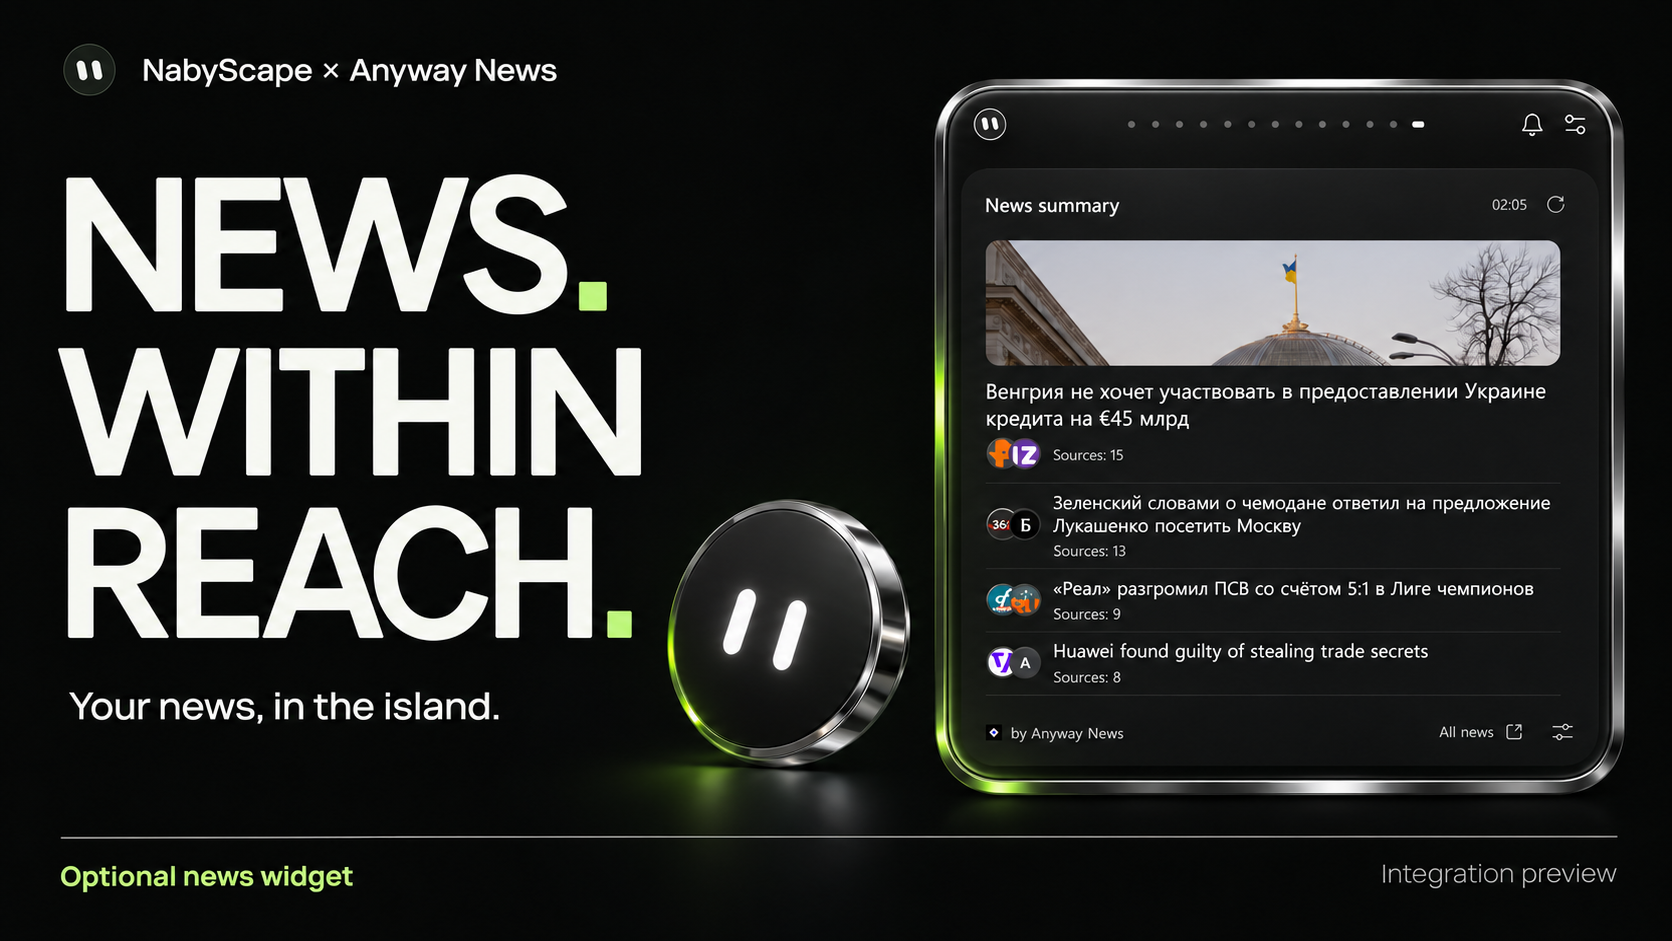 NabyScape × Anyway News
NEWS.
WITHIN
REACH.
Your news, in the island.
News summary
02:05
Венгрия не хочет участвовать в предоставлении Украине
кредита на €45 млрд
Sources: 15
360 Б
Зеленский словами о чемодане ответил на предложение
Лукашенко посетить Москву
Sources: 13
«Реал» разгромил ПСВ со счётом 5:1 в Лиге чемпионов
Sources: 9
A
Huawei found guilty of stealing trade secrets
Sources: 8
by Anyway News
All news
Optional news widget
Integration preview